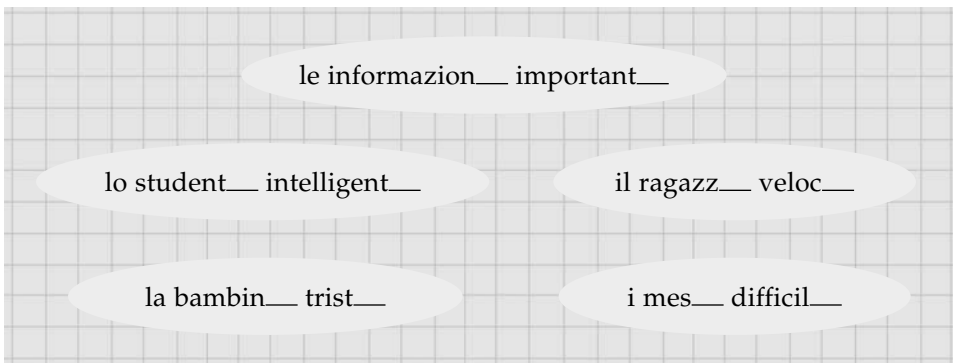 le informazion__ important__
lo student__ intelligent__
il ragazz__ veloc__
la bambin__ trist__
i mes__ difficil__